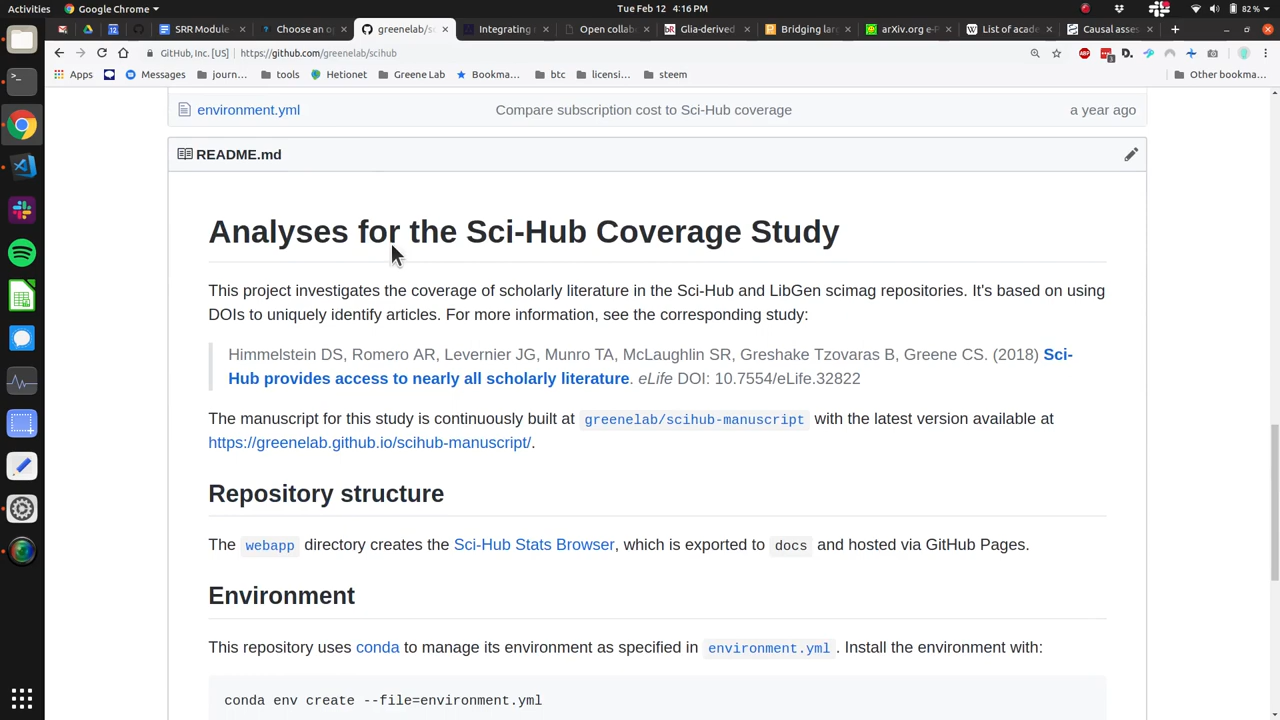 Activities
Google Chrome
Tue Feb 12 4:16 PM
82%
SRR Module
Choose an op
greenelab/s
Integrating
Open collab
Glia-derived
Bridging lar
arXiv.org e-P
List of acade
Causal asses
GitHub, Inc. [US] | https://github.com/greenelab/scihub
Apps
Messages
journ...
tools
Hetionet
Greene Lab
Bookma...
btc
licensi...
steem
Other bookma...
environment.yml
Compare subscription cost to Sci-Hub coverage
a year ago
README.md
Analyses for the Sci-Hub Coverage Study
This project investigates the coverage of scholarly literature in the Sci-Hub and LibGen scimag repositories. It's based on using
DOIs to uniquely identify articles. For more information, see the corresponding study:
Himmelstein DS, Romero AR, Levernier JG, Munro TA, McLaughlin SR, Greshake Tzovaras B, Greene CS. (2018) Sci-
Hub provides access to nearly all scholarly literature. eLife DOI: 10.7554/eLife.32822
The manuscript for this study is continuously built at greenelab/scihub-manuscript with the latest version available at
https://greenelab.github.io/scihub-manuscript/.
Repository structure
The webapp directory creates the Sci-Hub Stats Browser, which is exported to docs and hosted via GitHub Pages.
Environment
This repository uses conda to manage its environment as specified in environment.yml. Install the environment with:
conda env create --file=environment.yml